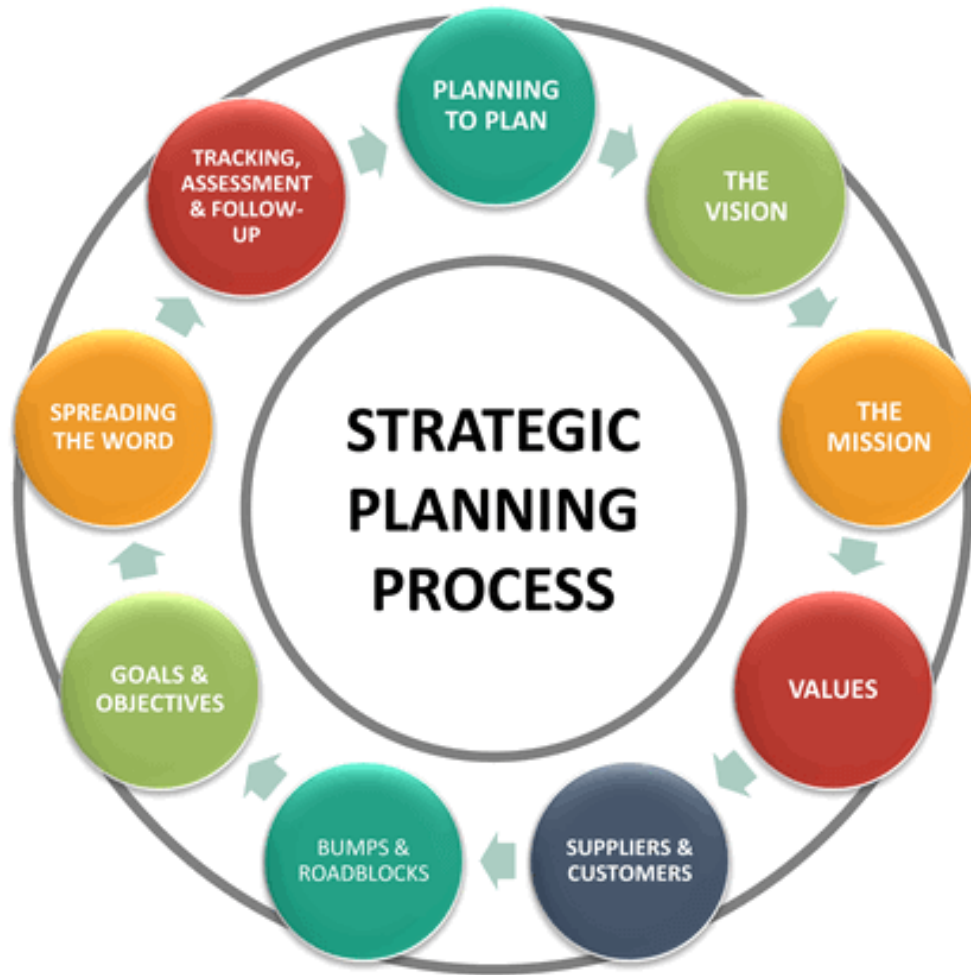 PLANNING
TO PLAN
THE
VISION
THE
MISSION
VALUES
SUPPLIERS &
CUSTOMERS
BUMPS &
ROADBLOCKS
GOALS &
OBJECTIVES
SPREADING
THE WORD
TRACKING,
ASSESSMENT
& FOLLOW-
UP
STRATEGIC
PLANNING
PROCESS